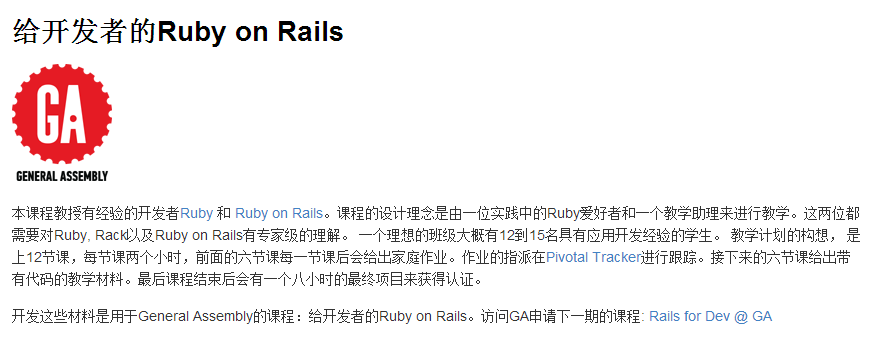 给开发者的Ruby on Rails
GA
GENERAL ASSEMBLY
本课程教授有经验的开发者Ruby 和 Ruby on Rails。课程的设计理念是由一位实践中的Ruby爱好者和一个教学助理来进行教学。这两位都
需要对Ruby, Rack以及Ruby on Rails有专家级的理解。 一个理想的班级大概有12到15名具有应用开发经验的学生。 教学计划的构想， 是
上12节课，每节课两个小时，前面的六节课每一节课后会给出家庭作业。作业的指派在Pivotal Tracker进行跟踪。接下来的六节课给出带
有代码的教学材料。最后课程结束后会有一个八小时的最终项目来获得认证。
开发这些材料是用于General Assembly的课程：给开发者的Ruby on Rails。访问GA申请下一期的课程: Rails for Dev @ GA